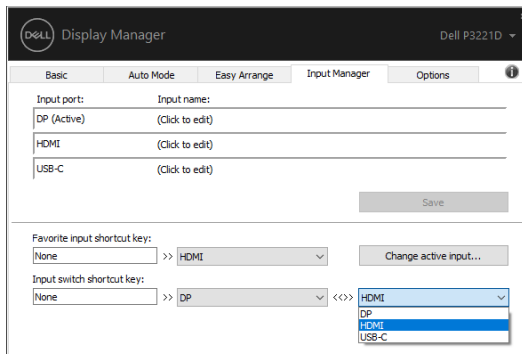 DELL Display Manager Dell P3221D
Basic Auto Mode Easy Arrange Input Manager Options i
Input port: Input name:
DP (Active) (Click to edit)
HDMI (Click to edit)
USB-C (Click to edit)
Save
Favorite input shortcut key:
None >> HDMI Change active input...
Input switch shortcut key:
None >> DP <<>> HDMI
DP
HDMI
USB-C